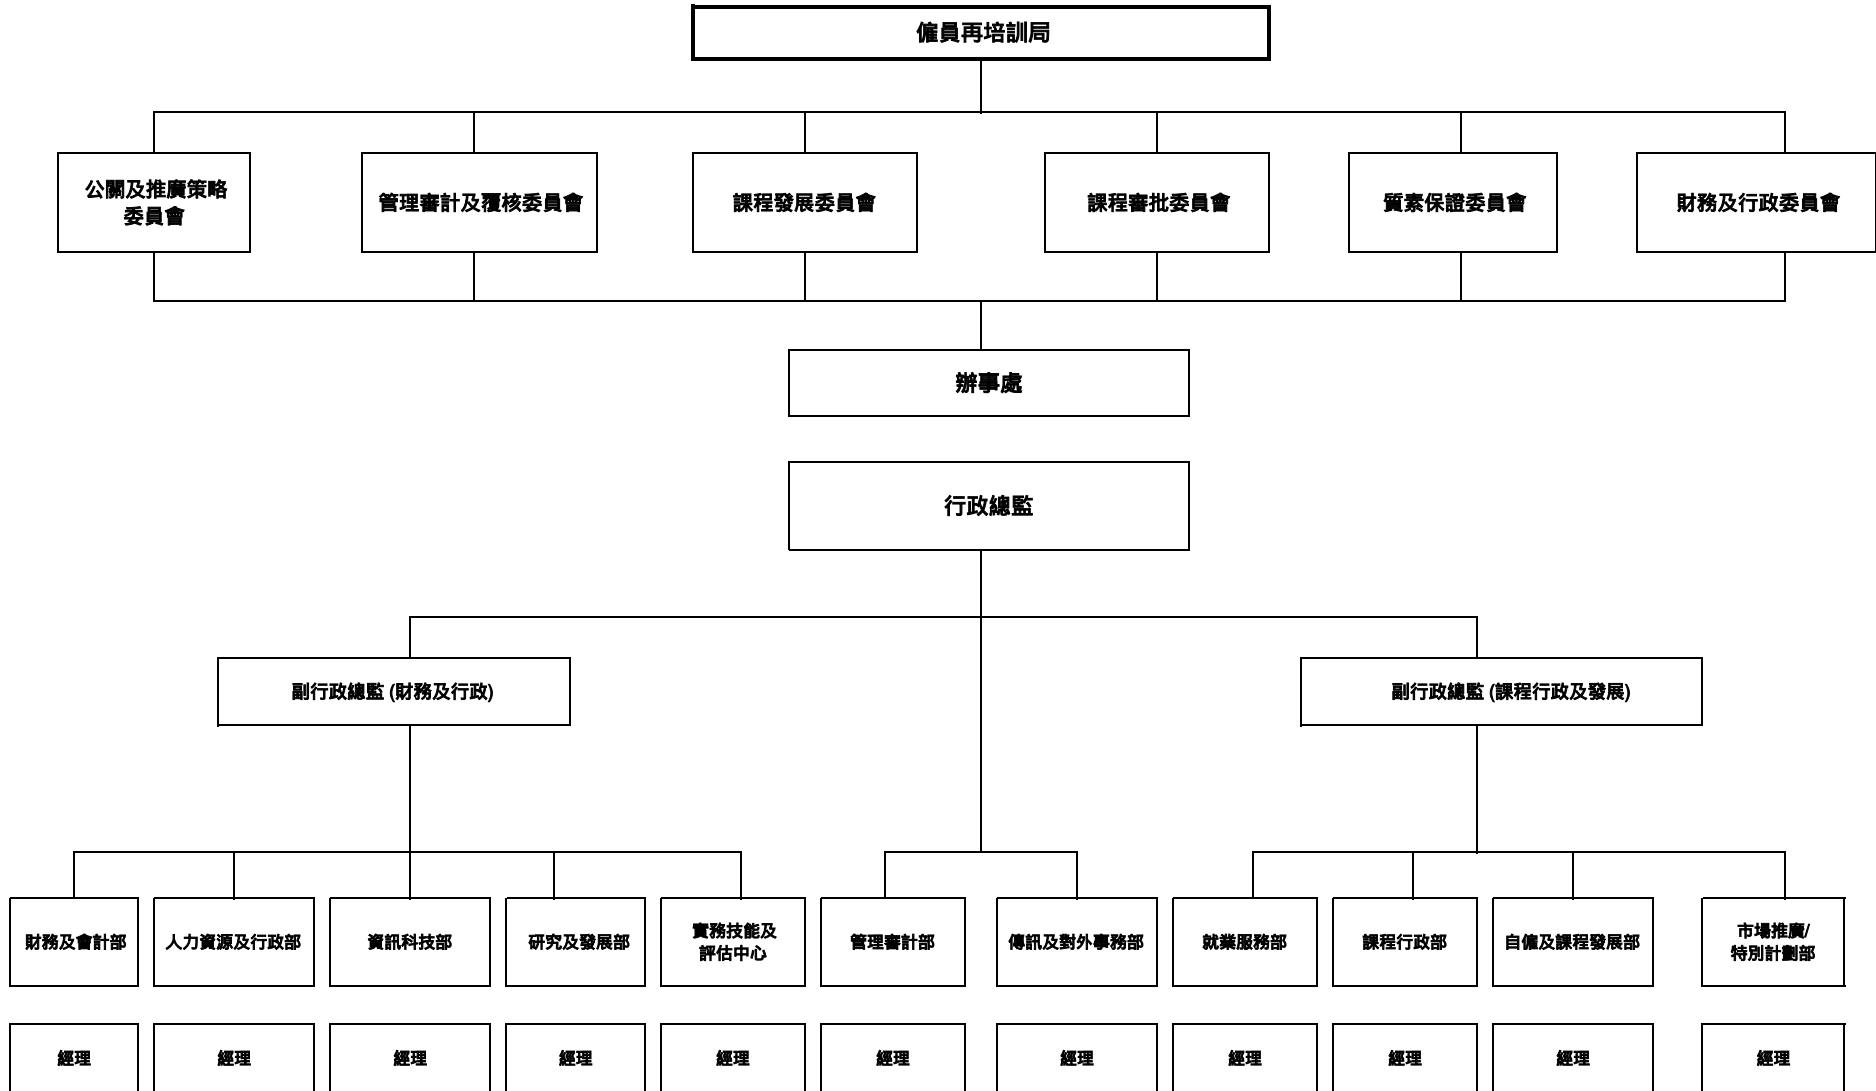 僱員再培訓局
公關及推廣策略
委員會
管理審計及覆核委員會
課程發展委員會
課程審批委員會
質素保證委員會
財務及行政委員會
辦事處
行政總監
副行政總監 (財務及行政)
副行政總監 (課程行政及發展)
財務及會計部
人力資源及行政部
資訊科技部
研究及發展部
實務技能及
評估中心
管理審計部
傳訊及對外事務部
就業服務部
課程行政部
自僱及課程發展部
市場推廣/
特別計劃部
經理
經理
經理
經理
經理
經理
經理
經理
經理
經理
經理